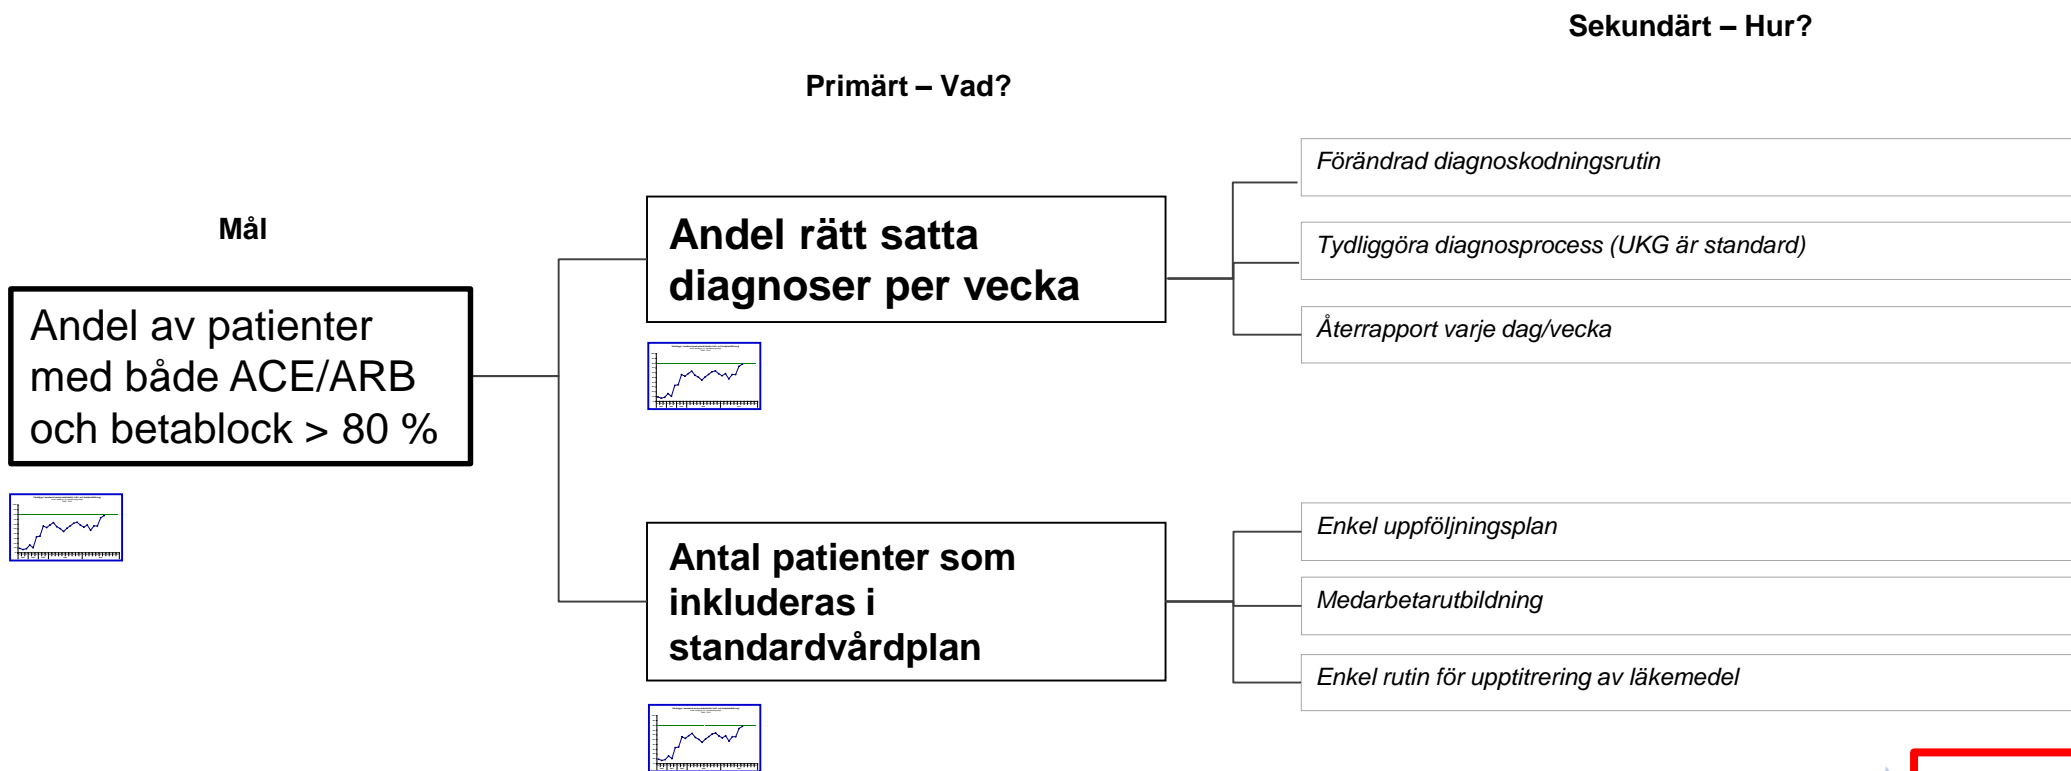 Sekundärt – Hur?
Primärt – Vad?
Mål
Andel av patienter
med både ACE/ARB
och betablock > 80 %
Andel rätt satta
diagnoser per vecka
Förändrad diagnoskodningsrutin
Tydliggöra diagnosprocess (UKG är standard)
Återrapport varje dag/vecka
Antal patienter som
inkluderas i
standardvårdplan
Enkel uppföljningsplan
Medarbetarutbildning
Enkel rutin för upptitrering av läkemedel